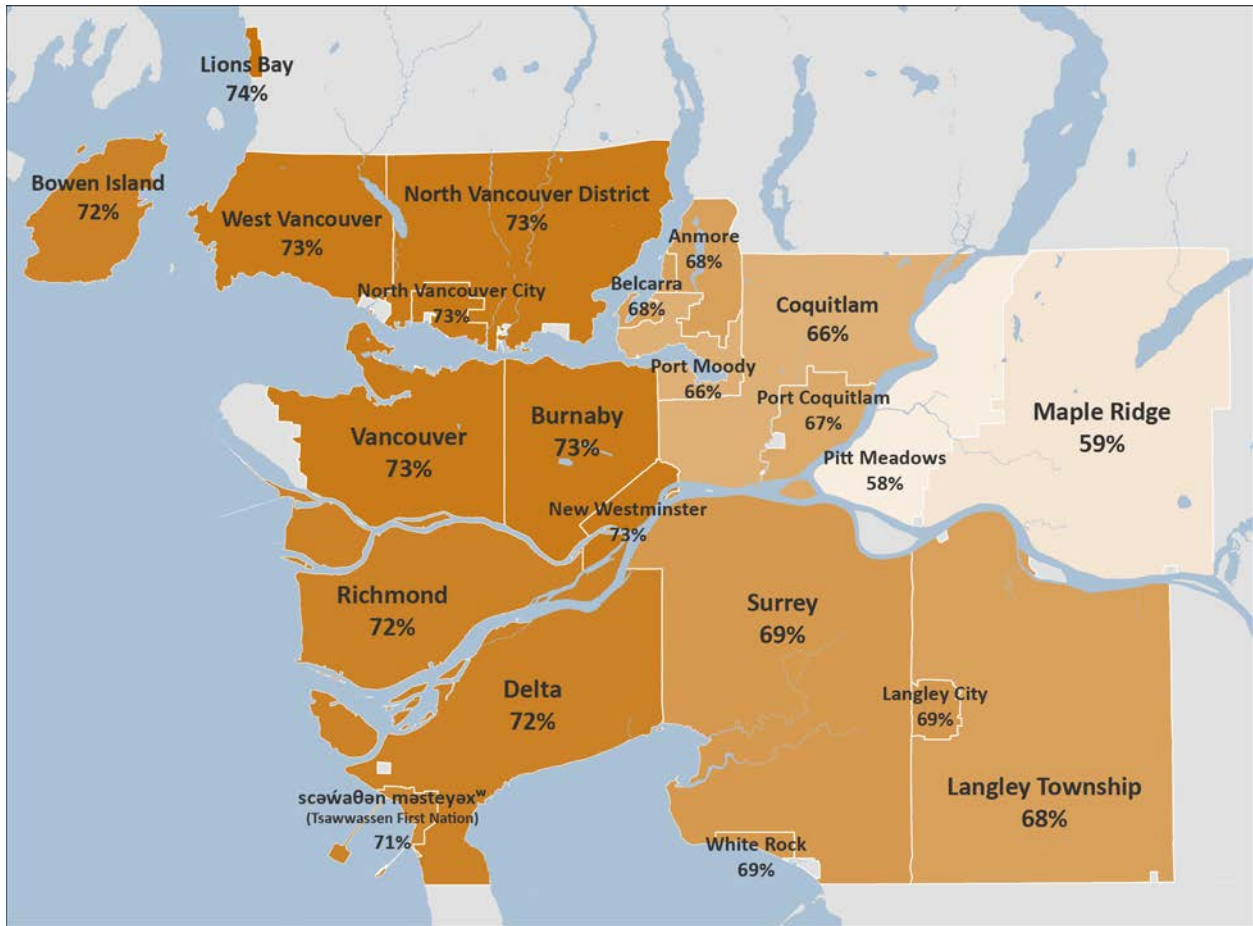 Lions Bay
74%
Bowen Island
72%
West Vancouver
73%
North Vancouver District
73%
Anmore
68%
North Vancouver City
73%
Belcarra
68%
Coquitlam
66%
Port Moody
66%
Port Coquitlam
67%
Vancouver
73%
Burnaby
73%
Maple Ridge
59%
Pitt Meadows
58%
New Westminster
73%
Richmond
72%
Surrey
69%
Delta
72%
Langley City
69%
Langley Township
68%
scəw̓aθən məsteyəxʷ
(Tsawwassen First Nation)
71%
White Rock
69%